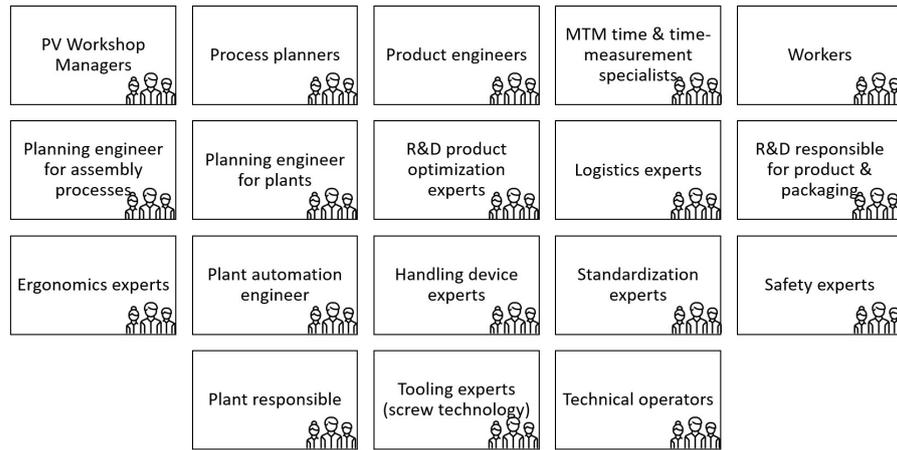 PV Workshop
Managers
Process planners
Product engineers
MTM time & time-
measurement
specialists
Workers
Planning engineer
for assembly
processes
Planning engineer
for plants
R&D product
optimization
experts
Logistics experts
R&D responsible
for product &
packaging
Ergonomics experts
Plant automation
engineer
Handling device
experts
Standardization
experts
Safety experts
Plant responsible
Tooling experts
(screw technology)
Technical operators